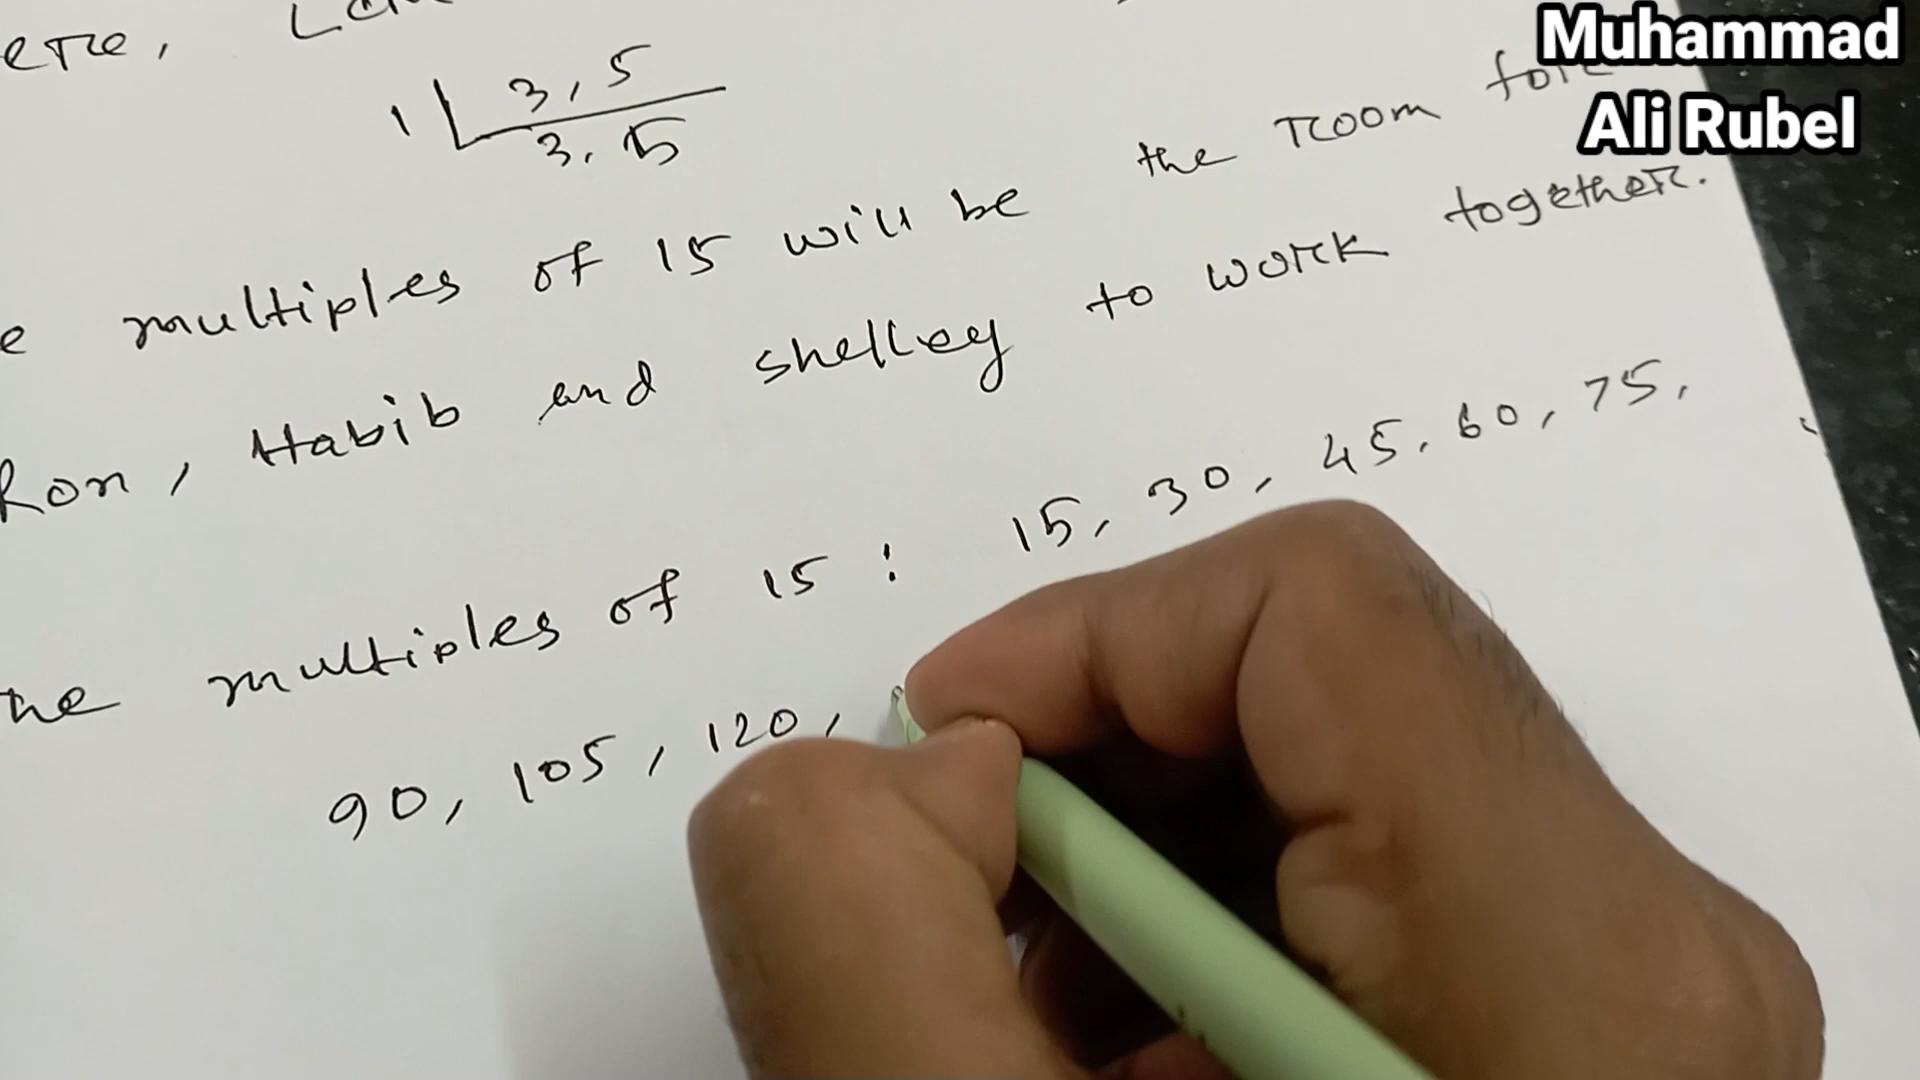 Muhammad
Ali Rubel
1 3, 5
3. 5
multiples of 15 will be the room
Ron, Habib and shelley to work together.
multiples of 15 : 15, 30, 45. 60, 75,
90, 105, 120,